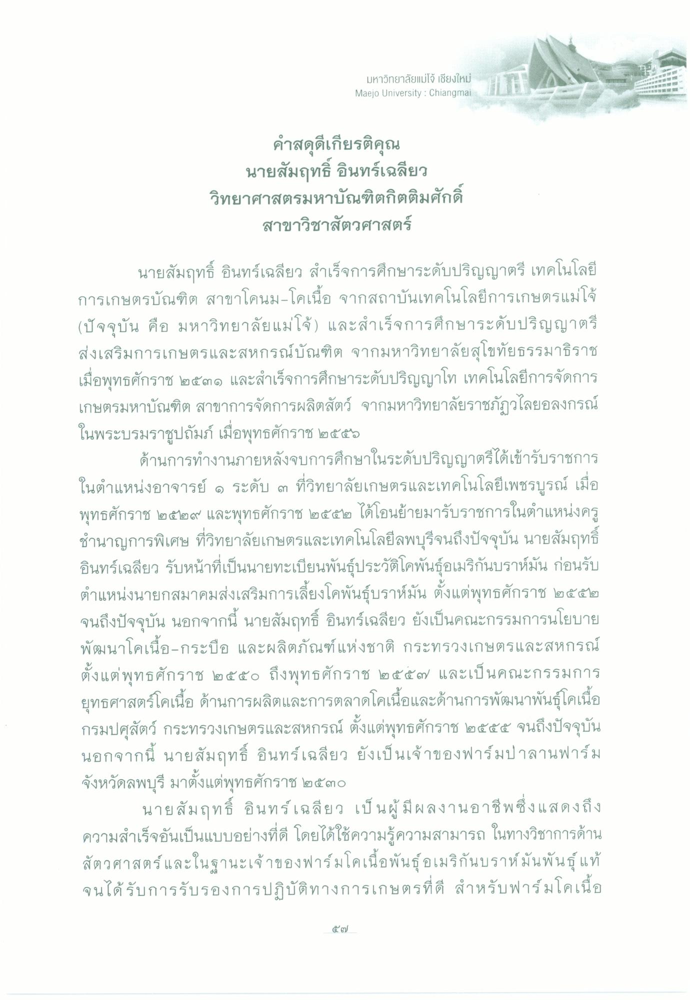 มหาวิทยาลัยแม่โจ้ เชียงใหม่
Maejo University : Chiangmai
คำสดุดีเกียรติคุณ
นายสัมฤทธิ์ อินทร์เฉลียว
วิทยาศาสตรมหาบัณฑิตกิตติมศักดิ์
สาขาวิชาสัตวศาสตร์
นายสัมฤทธิ์ อินทร์เฉลียว สำเร็จการศึกษาระดับปริญญาตรี เทคโนโลยี
การเกษตรบัณฑิต สาขาโคนม-โคเนื้อ จากสถาบันเทคโนโลยีการเกษตรแม่โจ้
(ปัจจุบัน คือ มหาวิทยาลัยแม่โจ้) และสำเร็จการศึกษาระดับปริญญาตรี
ส่งเสริมการเกษตรและสหกรณ์บัณฑิต จากมหาวิทยาลัยสุโขทัยธรรมาธิราช
เมื่อพุทธศักราช ๒๕๓๑ และสำเร็จการศึกษาระดับปริญญาโท เทคโนโลยีการจัดการ
เกษตรมหาบัณฑิต สาขาการจัดการผลิตสัตว์ จากมหาวิทยาลัยราชภัฏวไลยอลงกรณ์
ในพระบรมราชูปถัมภ์ เมื่อพุทธศักราช ๒๕๕๖
ด้านการทำงานภายหลังจบการศึกษาในระดับปริญญาตรีได้เข้ารับราชการ
ในตำแหน่งอาจารย์ ๑ ระดับ ๓ ที่วิทยาลัยเกษตรและเทคโนโลยีเพชรบูรณ์ เมื่อ
พุทธศักราช ๒๕๒๙ และพุทธศักราช ๒๕๕๒ ได้โอนย้ายมารับราชการในตำแหน่งครู
ชำนาญการพิเศษ ที่วิทยาลัยเกษตรและเทคโนโลยีลพบุรีจนถึงปัจจุบัน นายสัมฤทธิ์
อินทร์เฉลียว รับหน้าที่เป็นนายทะเบียนพันธุ์ประวัติโคพันธุ์อเมริกันบราห์มัน ก่อนรับ
ตำแหน่งนายกสมาคมส่งเสริมการเลี้ยงโคพันธุ์บราห์มัน ตั้งแต่พุทธศักราช ๒๕๕๒
จนถึงปัจจุบัน นอกจากนี้ นายสัมฤทธิ์ อินทร์เฉลียว ยังเป็นคณะกรรมการนโยบาย
พัฒนาโคเนื้อ-กระบือ และผลิตภัณฑ์แห่งชาติ กระทรวงเกษตรและสหกรณ์
ตั้งแต่พุทธศักราช ๒๕๕๐ ถึงพุทธศักราช ๒๕๕๗ และเป็นคณะกรรมการ
ยุทธศาสตร์โคเนื้อ ด้านการผลิตและการตลาดโคเนื้อและด้านการพัฒนาพันธุ์โคเนื้อ
กรมปศุสัตว์ กระทรวงเกษตรและสหกรณ์ ตั้งแต่พุทธศักราช ๒๕๕๕ จนถึงปัจจุบัน
นอกจากนี้ นายสัมฤทธิ์ อินทร์เฉลียว ยังเป็นเจ้าของฟาร์มป่าลานฟาร์ม
จังหวัดลพบุรี มาตั้งแต่พุทธศักราช ๒๕๓๐
นายสัมฤทธิ์ อินทร์เฉลียว เป็นผู้มีผลงานอาชีพซึ่งแสดงถึง
ความสำเร็จอันเป็นแบบอย่างที่ดี โดยได้ใช้ความรู้ความสามารถ ในทางวิชาการด้าน
สัตวศาสตร์และในฐานะเจ้าของฟาร์มโคเนื้อพันธุ์อเมริกันบราห์มันพันธุ์แท้
จนได้รับการรับรองการปฏิบัติทางการเกษตรที่ดี สำหรับฟาร์มโคเนื้อ
๕๗